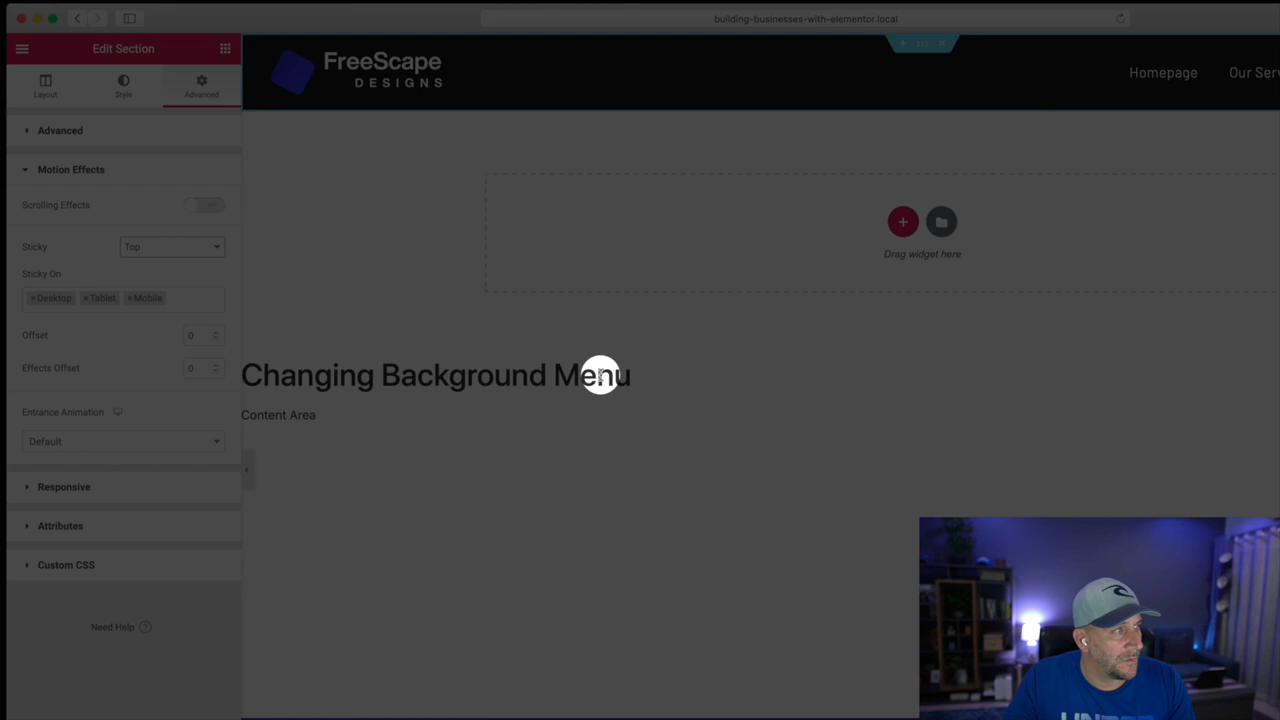 building-businesses-with-elementor.local
Edit Section
Layout
Style
Advanced
Advanced
Motion Effects
Scrolling Effects
Sticky
Top
Sticky On
×Desktop ×Tablet ×Mobile
Offset
0
Effects Offset
0
Entrance Animation
Default
Responsive
Attributes
Custom CSS
Need Help ?
FreeScape
DESIGNS
Homepage
Our Serv
+
Drag widget here
Changing Background Menu
Content Area